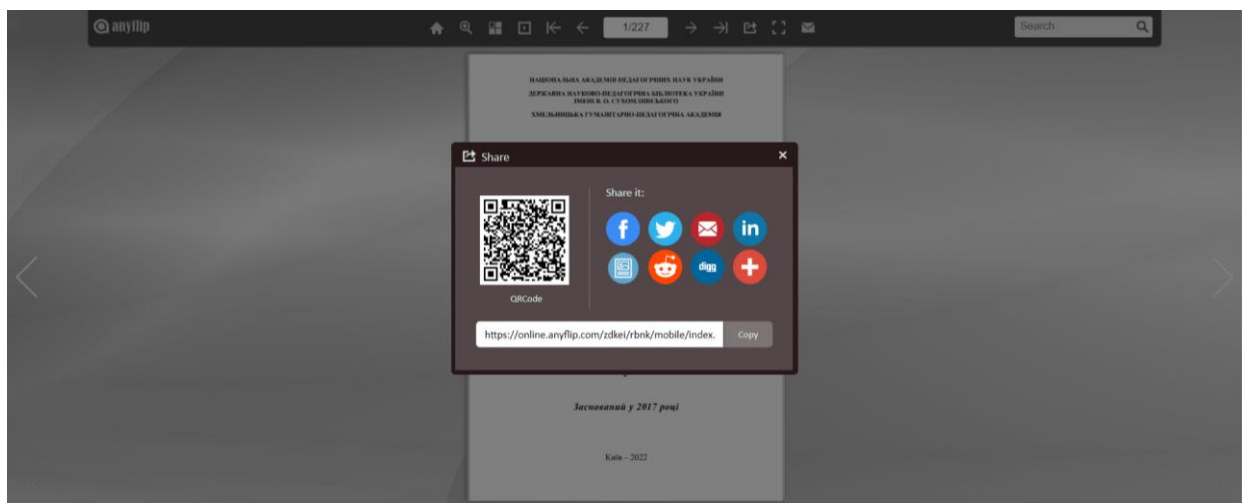 anyflip
1/227
Search
НАЦІОНАЛЬНА АКАДЕМІЯ ПЕДАГОГІЧНИХ НАУК УКРАЇНИ
ДЕРЖАВНА НАУКОВО-ПЕДАГОГІЧНА БІБЛІОТЕКА УКРАЇНИ
ІМЕНІ В. О. СУХОМЛИНСЬКОГО
ХМЕЛЬНИЦЬКА ГУМАНІТАРНО-ПЕДАГОГІЧНА АКАДЕМІЯ
Share
Share it:
f
in
digg
QRCode
https://online.anyflip.com/zdkei/rbnk/mobile/index.
Copy
Заснований у 2017 році
Київ – 2022